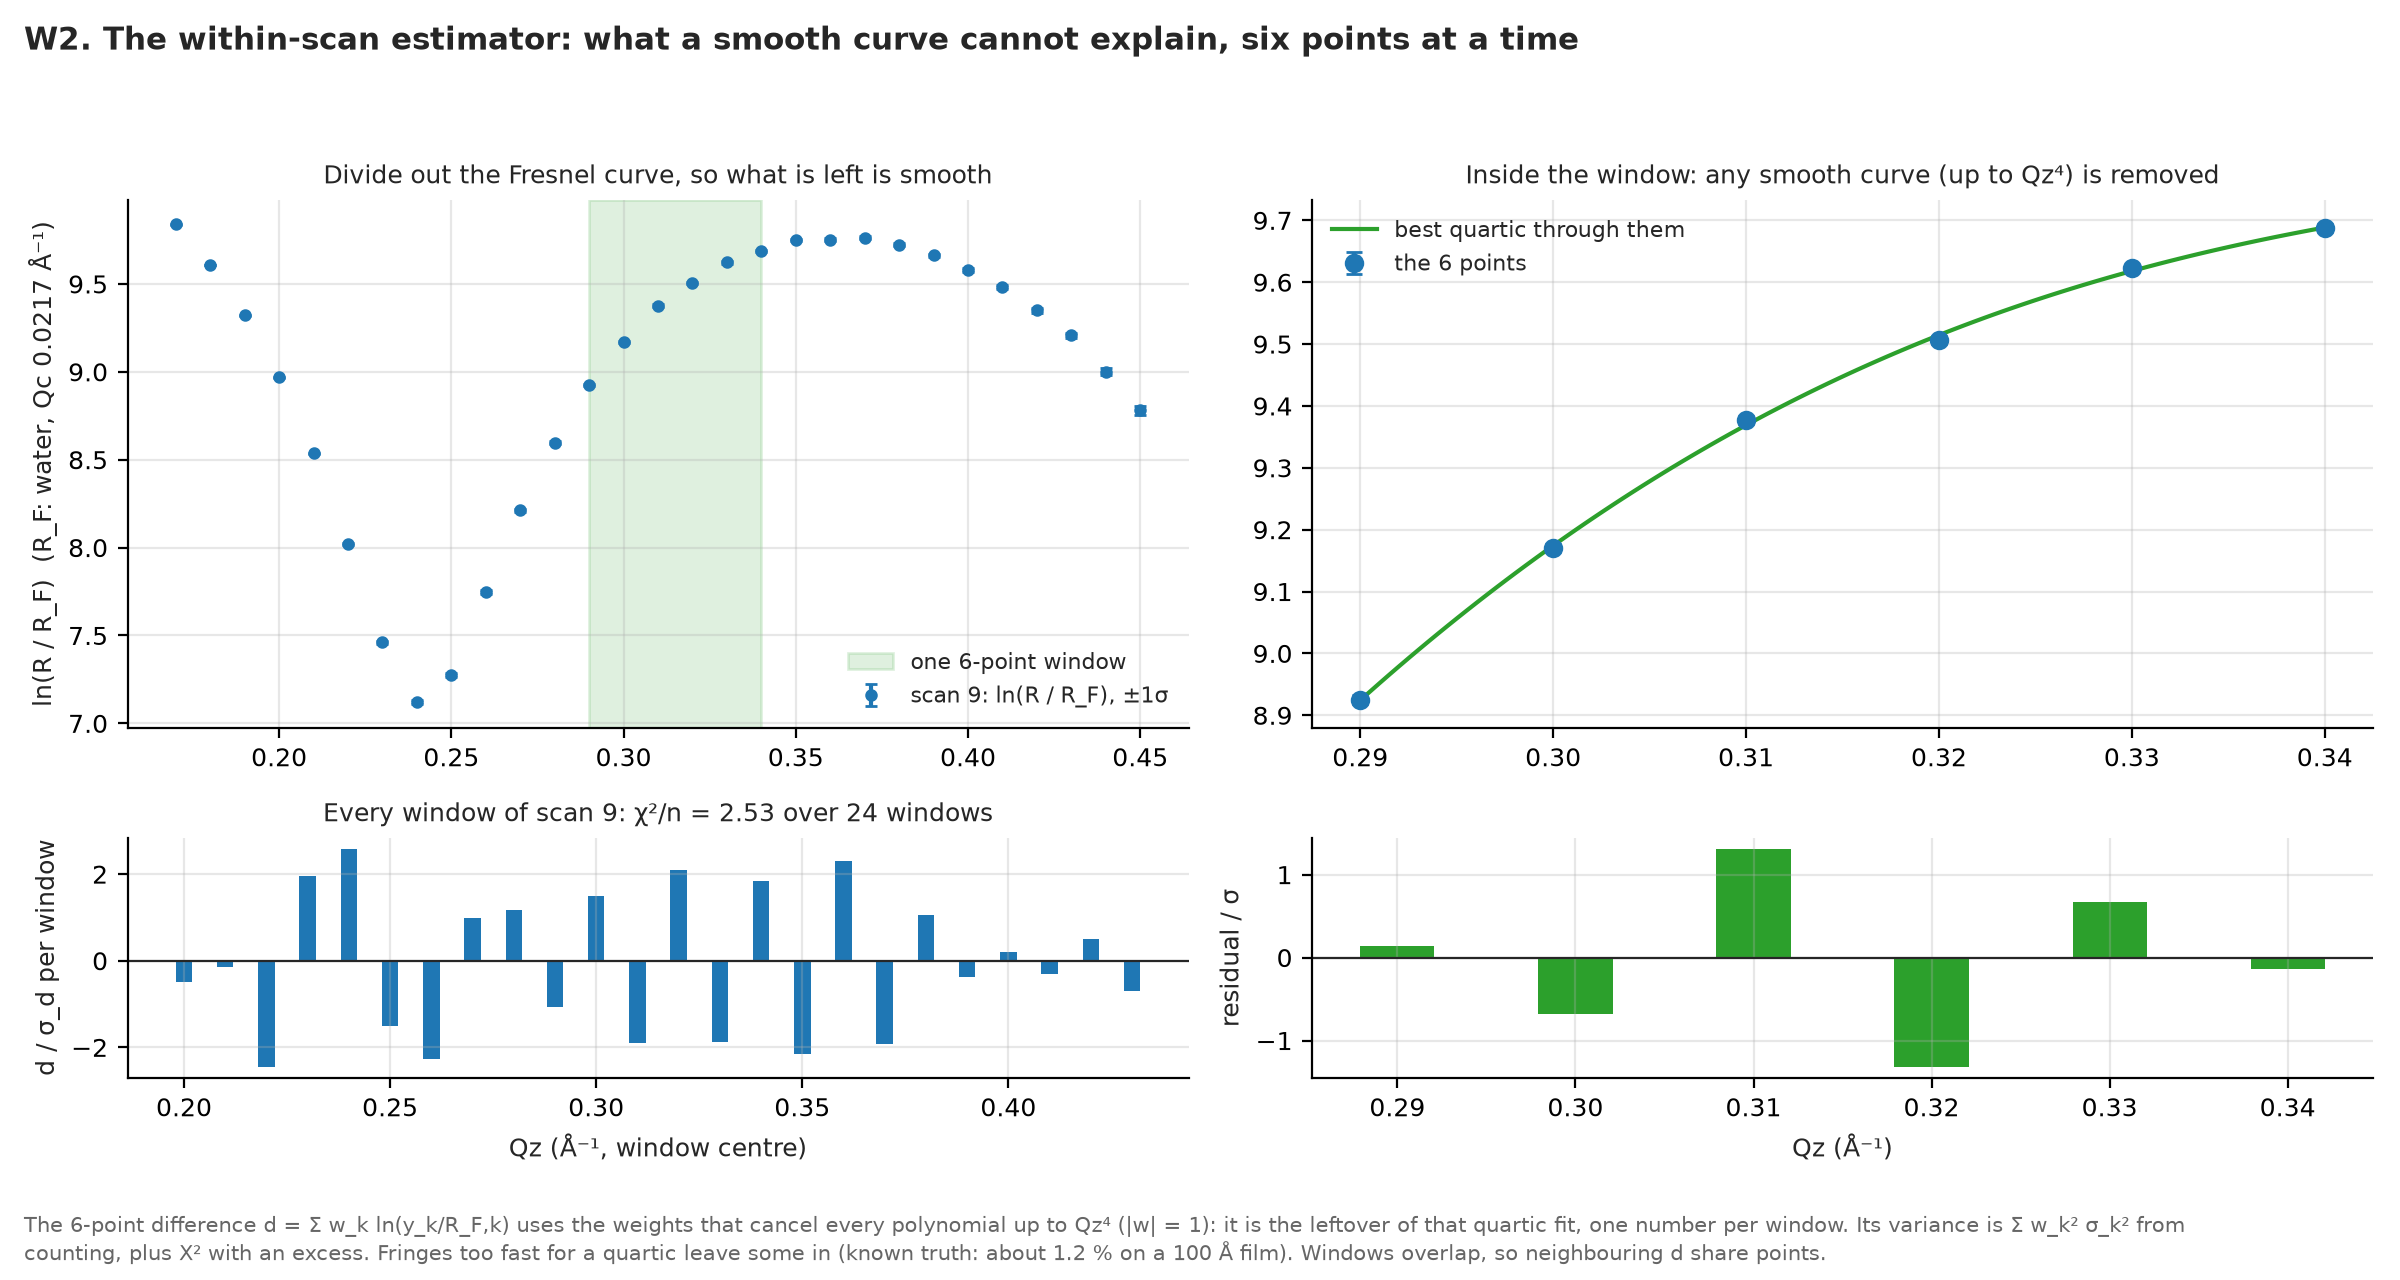 W2. The within-scan estimator: what a smooth curve cannot explain, six points at a time
Divide out the Fresnel curve, so what is left is smooth
ln(R / R_F)  (R_F: water, Qc 0.0217 Å⁻¹)
9.5
9.0
8.5
8.0
7.5
7.0
one 6-point window
scan 9: ln(R / R_F), ±1σ
0.20 0.25 0.30 0.35 0.40 0.45
Inside the window: any smooth curve (up to Qz⁴) is removed
best quartic through them
the 6 points
9.7
9.6
9.5
9.4
9.3
9.2
9.1
9.0
8.9
0.29 0.30 0.31 0.32 0.33 0.34
Every window of scan 9: χ²/n = 2.53 over 24 windows
d / σ_d per window
2
0
−2
0.20 0.25 0.30 0.35 0.40
Qz (Å⁻¹, window centre)
residual / σ
1
0
−1
0.29 0.30 0.31 0.32 0.33 0.34
Qz (Å⁻¹)
The 6-point difference d = Σ w_k ln(y_k/R_F,k) uses the weights that cancel every polynomial up to Qz⁴ (|w| = 1): it is the leftover of that quartic fit, one number per window. Its variance is Σ w_k² σ_k² from
counting, plus X² with an excess. Fringes too fast for a quartic leave some in (known truth: about 1.2 % on a 100 Å film). Windows overlap, so neighbouring d share points.